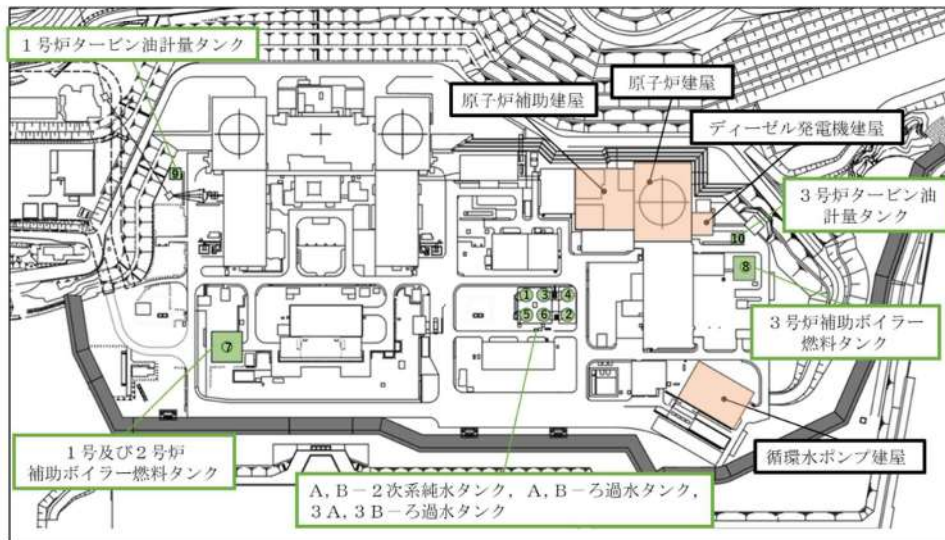 1号炉タービン油計量タンク
原子炉補助建屋
原子炉建屋
ディーゼル発電機建屋
3号炉タービン油
計量タンク
9
10
8
① ③ ④
⑤ ⑥ ②
7
3号炉補助ボイラー
燃料タンク
1号及び2号炉
補助ボイラー燃料タンク
A,B-2次系純水タンク,A,B-ろ過水タンク,
3A,3B-ろ過水タンク
循環水ポンプ建屋